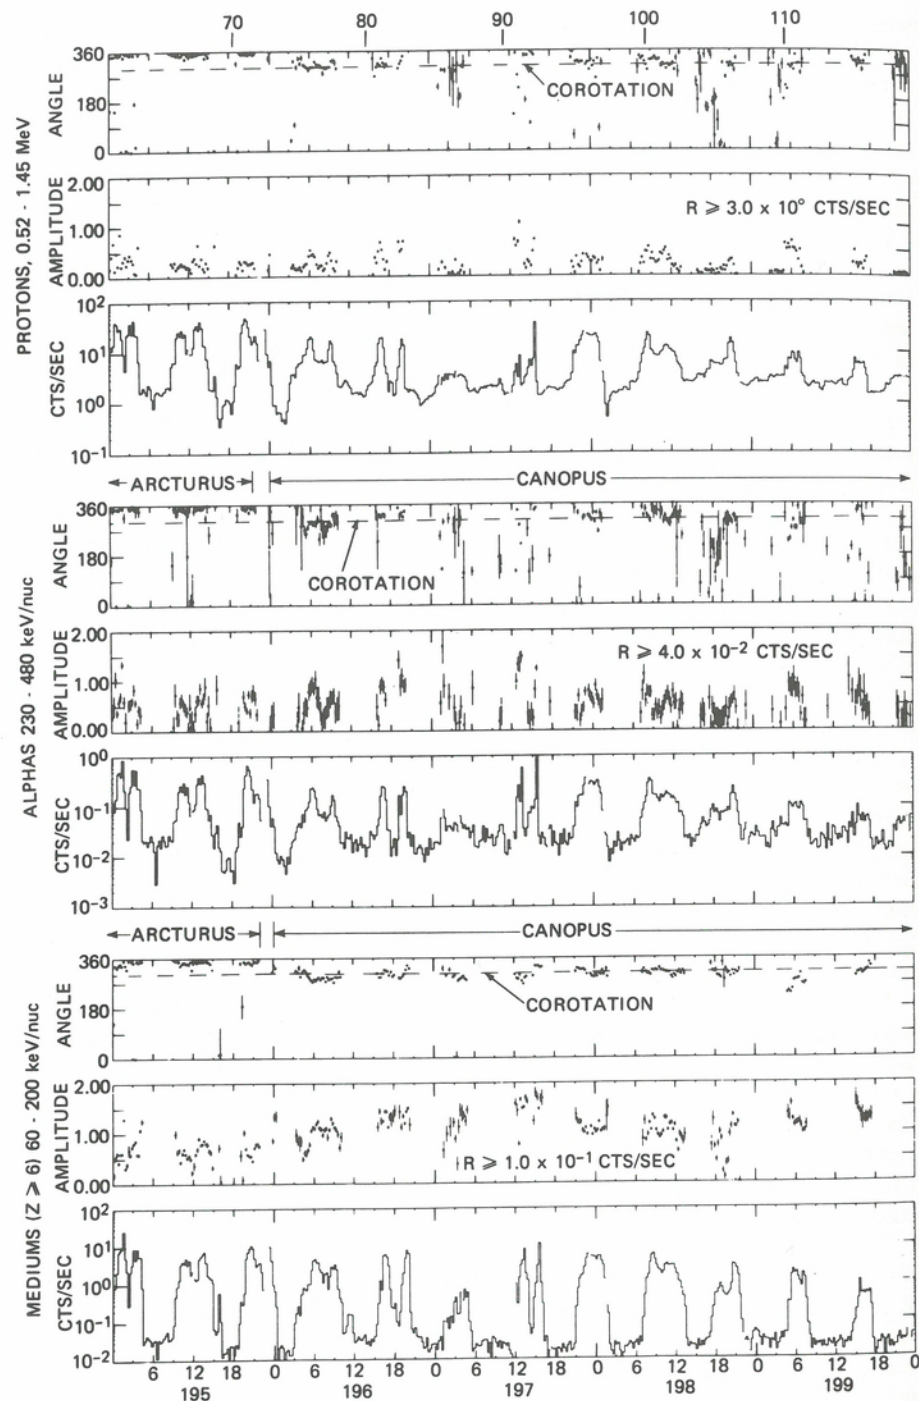 70 80 90 100 110
PROTONS, 0.52 - 1.45 MeV
360
180
0
ANGLE
COROTATION
2.00
1.00
0.00
AMPLITUDE
R ⩾ 3.0 x 10° CTS/SEC
10²
10¹
10⁰
10⁻¹
CTS/SEC
ARCTURUS CANOPUS
ALPHAS 230 - 480 keV/nuc
360
180
0
ANGLE
COROTATION
2.00
1.00
0.00
AMPLITUDE
R ⩾ 4.0 x 10⁻² CTS/SEC
10⁰
10⁻¹
10⁻²
10⁻³
CTS/SEC
ARCTURUS CANOPUS
MEDIUMS (Z ⩾ 6) 60 - 200 keV/nuc
360
180
0
ANGLE
COROTATION
2.00
1.00
0.00
AMPLITUDE
R ⩾ 1.0 x 10⁻¹ CTS/SEC
10²
10¹
10⁰
10⁻¹
10⁻²
CTS/SEC
6 12 18 0 6 12 18 0 6 12 18 0 6 12 18 0 6 12 18 0
195 196 197 198 199